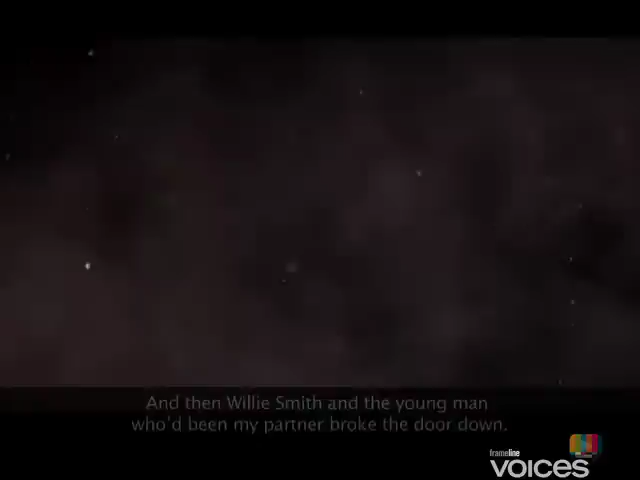 And then Willie Smith and the young man
who'd been my partner broke the door down.
frameline
VOICES